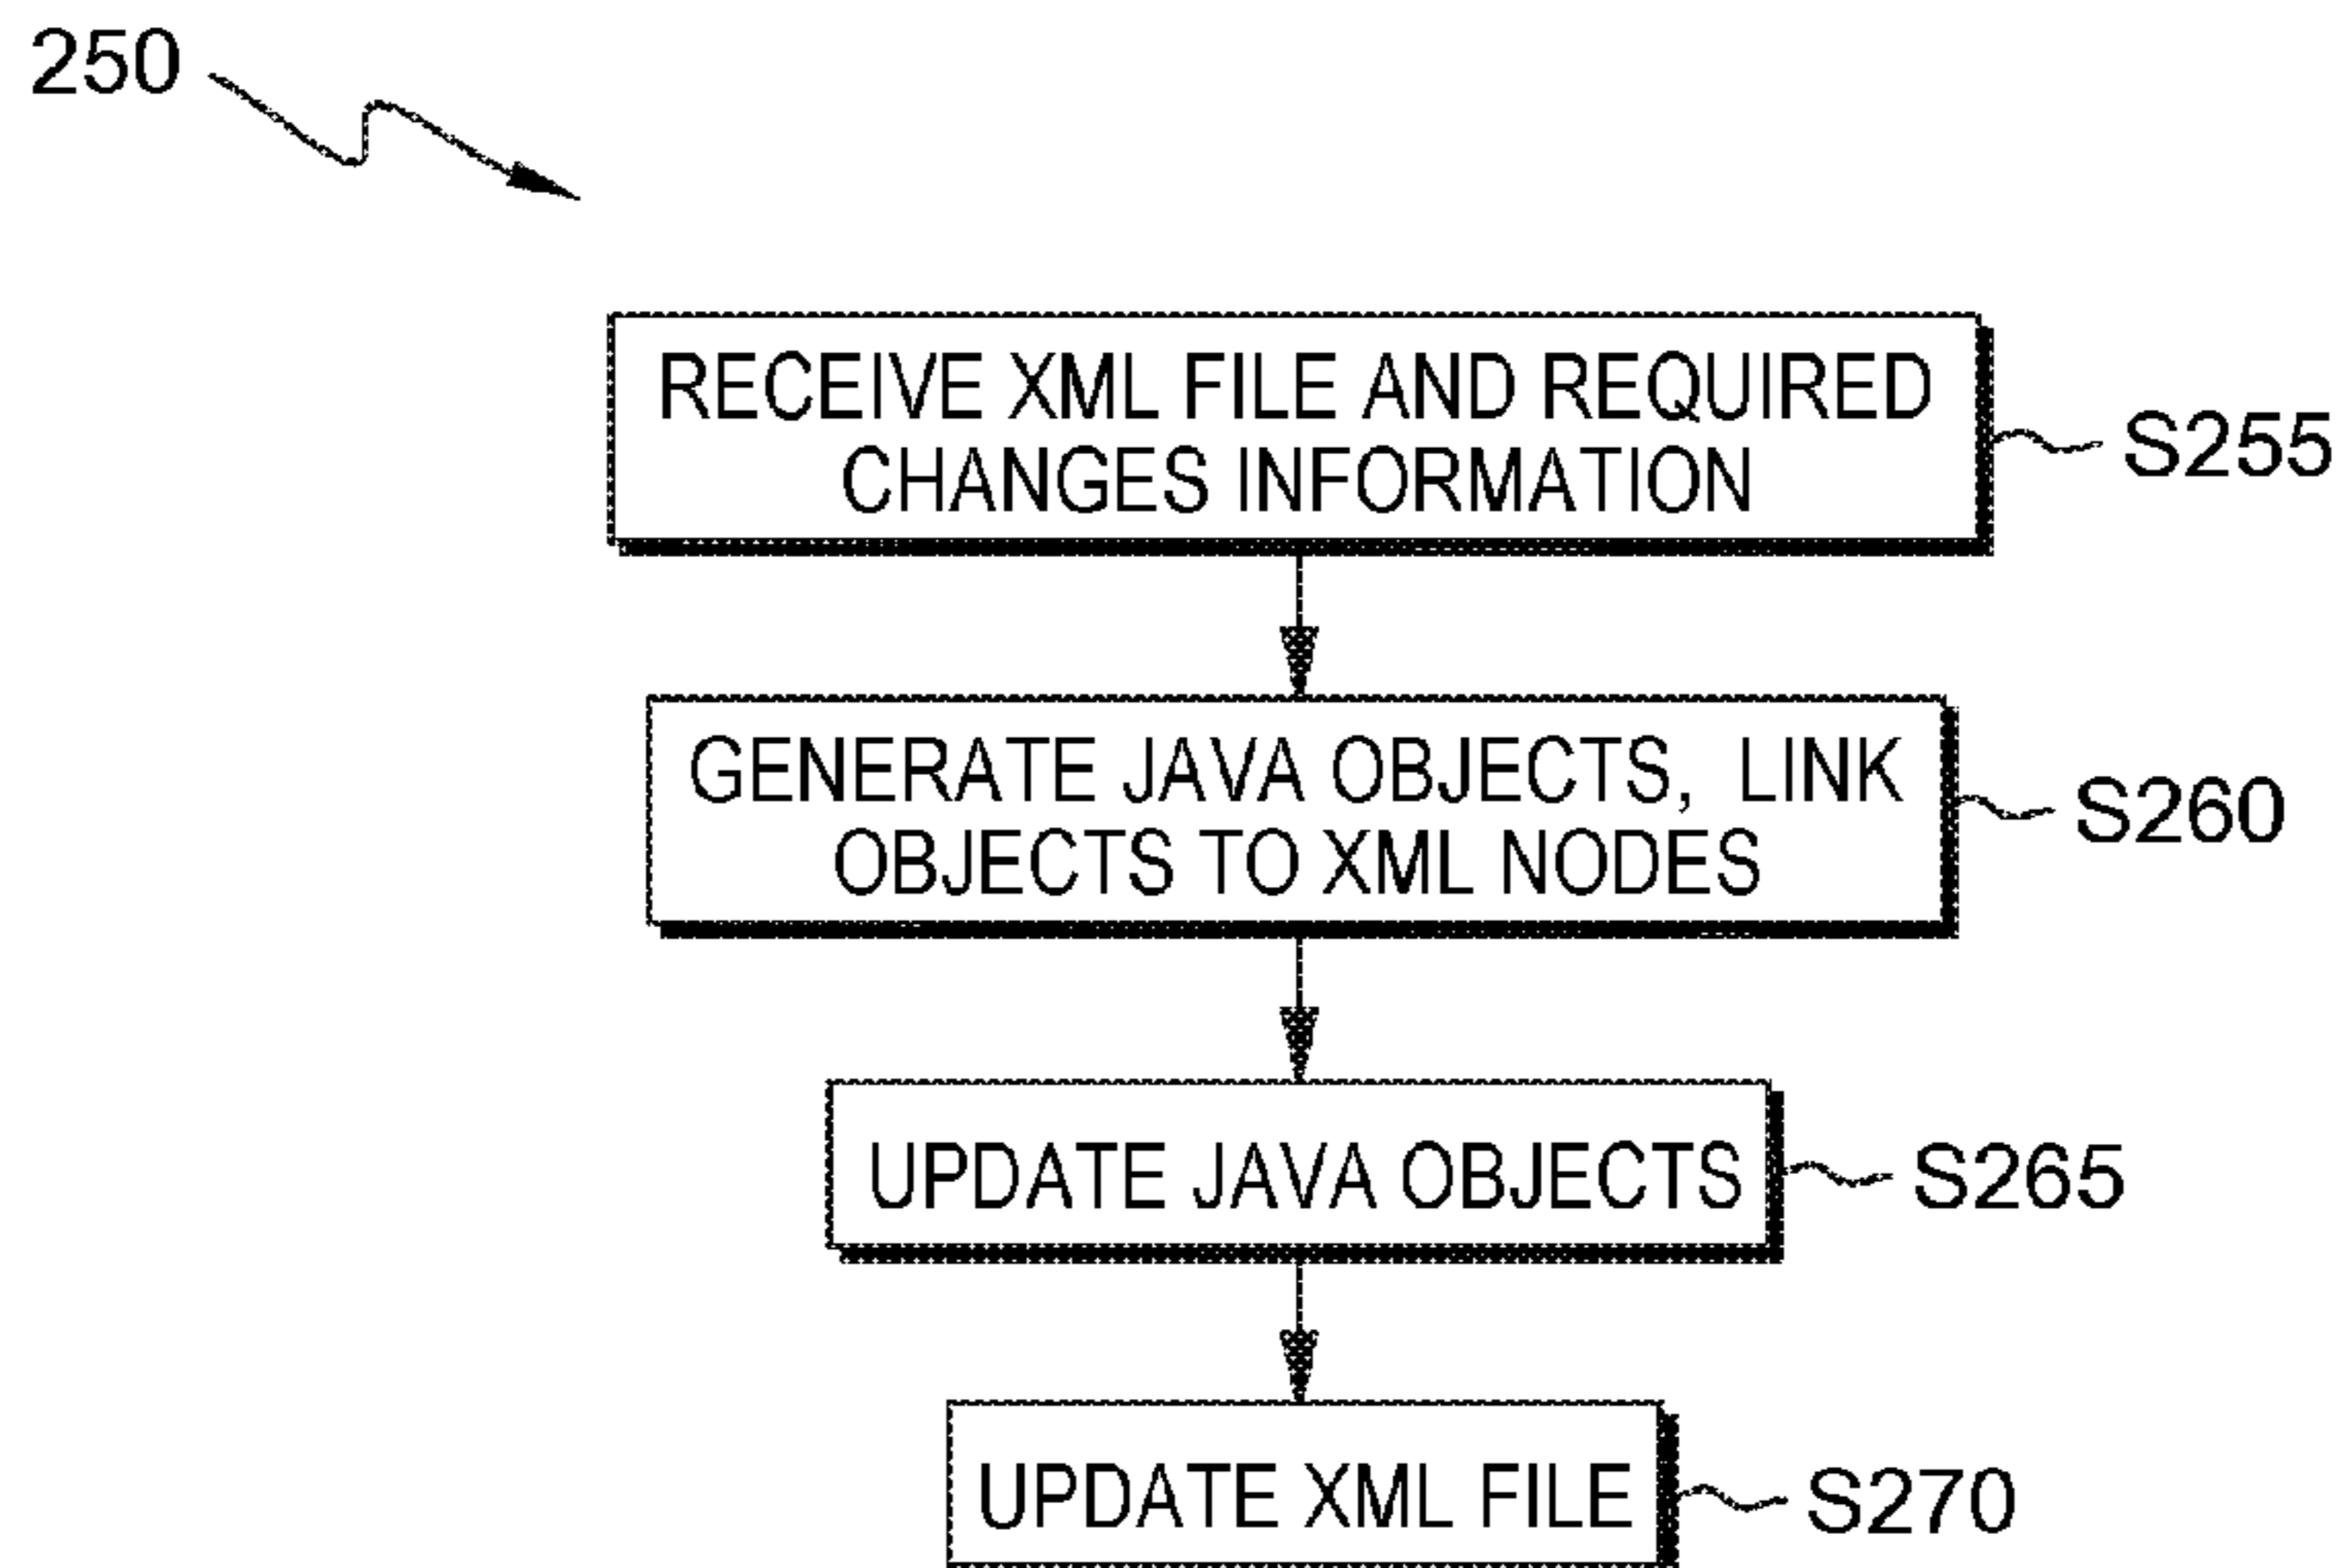 250
RECEIVE XML FILE AND REQUIRED
CHANGES INFORMATION
S255
GENERATE JAVA OBJECTS, LINK
OBJECTS TO XML NODES
S260
UPDATE JAVA OBJECTS
S265
UPDATE XML FILE
S270